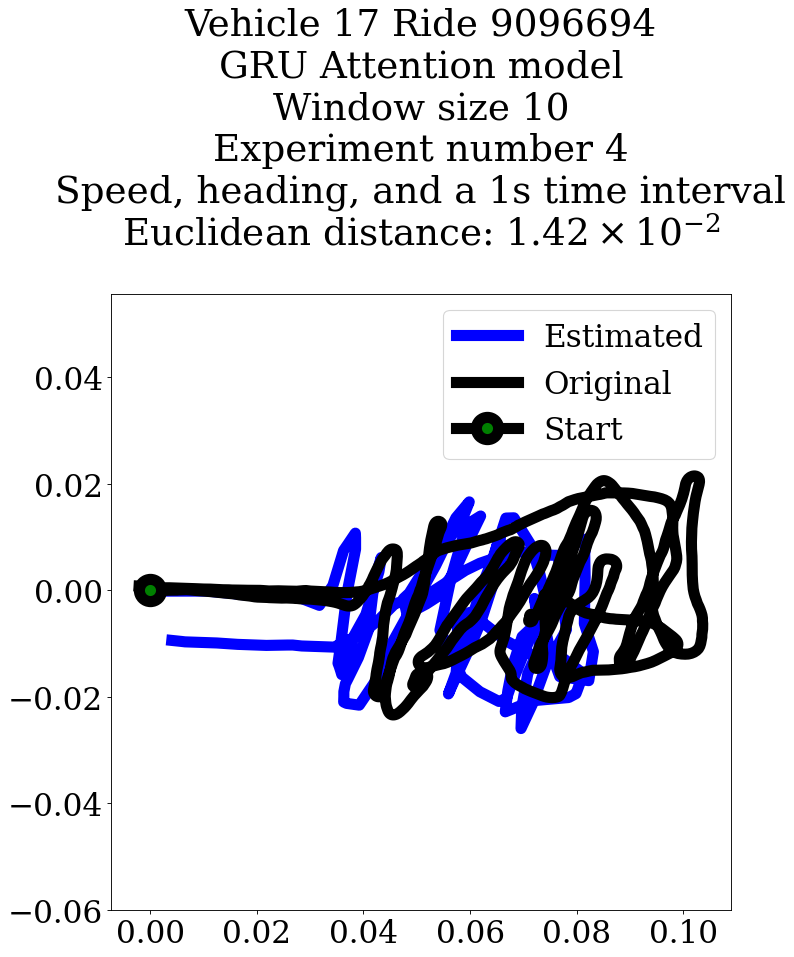 Vehicle 17 Ride 9096694
GRU Attention model
Window size 10
Experiment number 4
Speed, heading, and a 1s time interval
Euclidean distance: 1.42 × 10⁻²
Estimated
Original
Start
0.04
0.02
0.00
−0.02
−0.04
−0.06
0.00 0.02 0.04 0.06 0.08 0.10